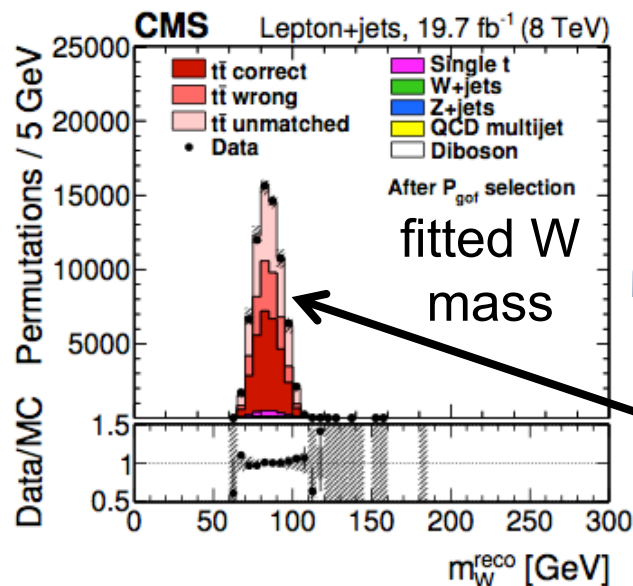 CMS Lepton+jets, 19.7 fb⁻¹ (8 TeV)
Permutations / 5 GeV
25000
20000
15000
10000
5000
tt̄ correct
tt̄ wrong
tt̄ unmatched
Data
Single t
W+jets
Z+jets
QCD multijet
Diboson
After P_gof selection
fitted W
mass
Data/MC
1.5
1
0.5
0 50 100 150 200 250 300
m_W^reco [GeV]